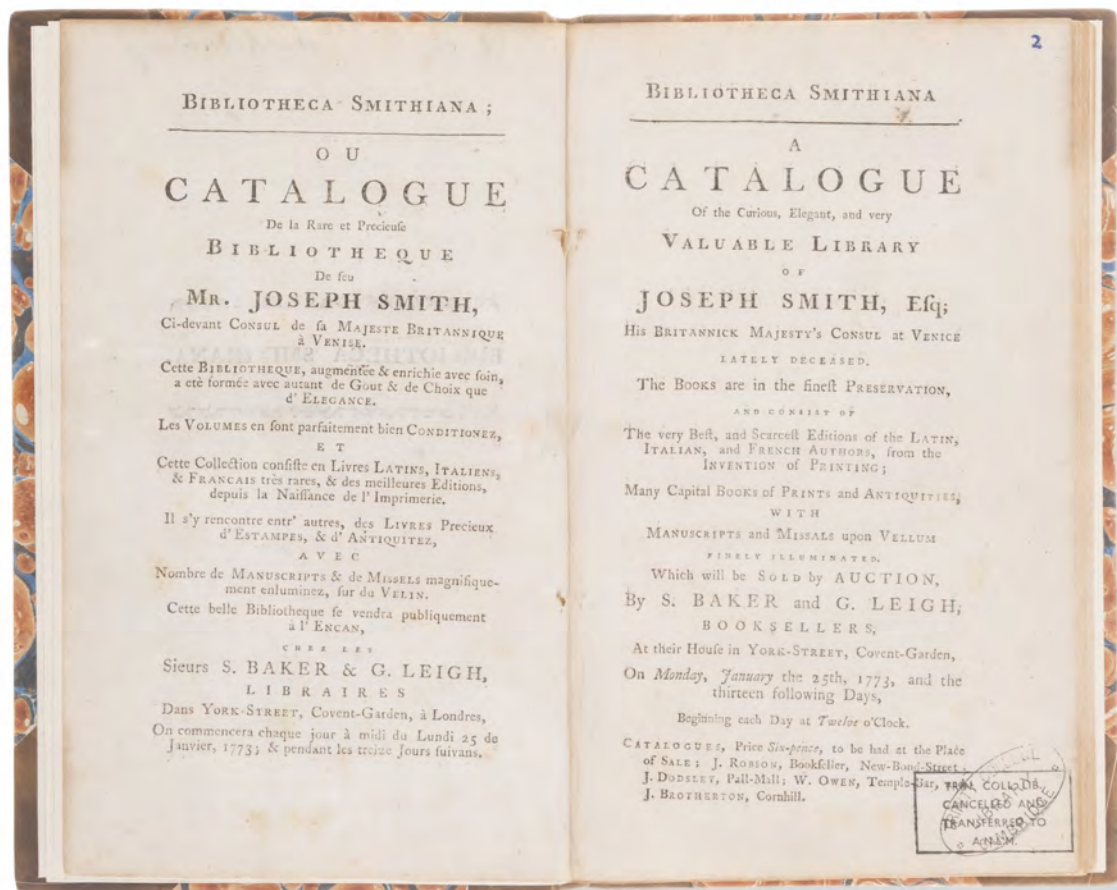 BIBLIOTHECA SMITHIANA;
OU
CATALOGUE
De la Rare et Precieuſe
BIBLIOTHEQUE
De feu
MR. JOSEPH SMITH,
Ci-devant CONSUL de ſa MAJESTE BRITANNIQUE
à VENISE.
Cette BIBLIOTHEQUE, augmentée & enrichie avec ſoin,
a etè formée avec autant de Gout & de Choix que
d' ELEGANCE.
Les VOLUMES en ſont parfaitement bien CONDITIONEZ,
ET
Cette Collection conſiſte en Livres LATINS, ITALIENS,
& FRANCAIS très rares, & des meilleures Editions,
depuis la Naiſſance de l' Imprimerie.
Il s'y rencontre entr' autres, des LIVRES Precieux
d' ESTAMPES, & d' ANTIQUITEZ,
AVEC
Nombre de MANUSCRIPTS & de MISSELS magnifique-
ment enluminez, ſur du VELIN.
Cette belle Bibliotheque ſe vendra publiquement
à l' ENCAN,
CHEZ LES
Sieurs S. BAKER & G. LEIGH,
LIBRAIRES
Dans YORK-STREET, Covent-Garden, à Londres,
On commencera chaque jour à midi du Lundi 25 de
Janvier, 1773; & pendant les treize Jours ſuivans.
2
BIBLIOTHECA SMITHIANA
A
CATALOGUE
Of the Curious, Elegant, and very
VALUABLE LIBRARY
OF
JOSEPH SMITH, Eſq;
His BRITANNICK MAJESTY'S CONSUL at VENICE
LATELY DECEASED.
The BOOKS are in the fineſt PRESERVATION,
AND CONSIST OF
The very Beſt, and Scarceſt Editions of the LATIN,
ITALIAN, and FRENCH AUTHORS, from the
INVENTION of PRINTING;
Many Capital BOOKS of PRINTS and ANTIQUITIES,
WITH
MANUSCRIPTS and MISSALS upon VELLUM
FINELY ILLUMINATED.
Which will be SOLD by AUCTION,
By S. BAKER and G. LEIGH,
BOOKSELLERS,
At their Houſe in YORK-STREET, Covent-Garden,
On Monday, January the 25th, 1773, and the
thirteen following Days,
Beginning each Day at Twelve o'Clock.
CATALOGUES, Price Six-pence, to be had at the Place
of SALE; J. ROBSON, Bookſeller, New-Bond-Street;
J. DODSLEY, Pall-Mall; W. OWEN, Temple-Bar, and
J. BROTHERTON, Cornhill.
TRIN. COLL. LIB.
CANCELLED AND
TRANSFERRED TO
LIBRARY
CAMBRIDGE